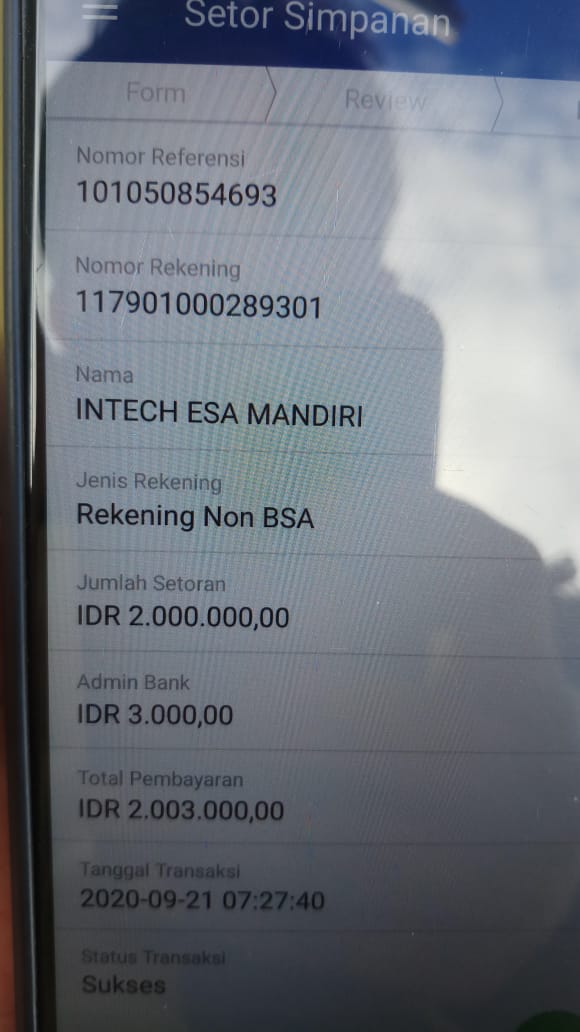 Setor Simpanan
Form
Review
Nomor Referensi
101050854693
Nomor Rekening
117901000289301
Nama
INTECH ESA MANDIRI
Jenis Rekening
Rekening Non BSA
Jumlah Setoran
IDR 2.000.000,00
Admin Bank
IDR 3.000,00
Total Pembayaran
IDR 2.003.000,00
Tanggal Transaksi
2020-09-21 07:27:40
Status Transaksi
Sukses